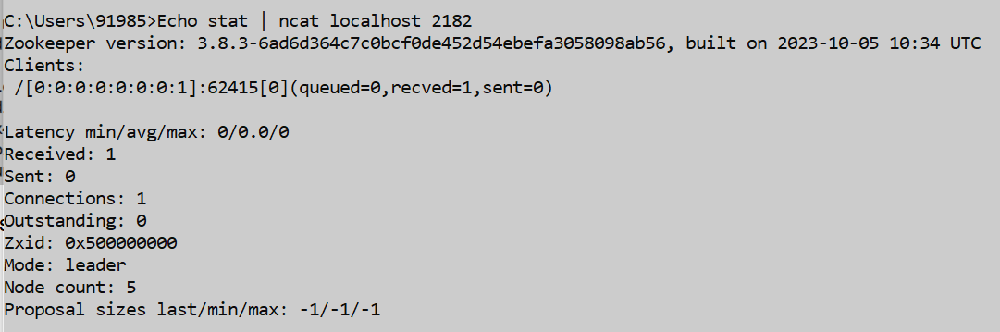 C:\Users\91985>Echo stat | ncat localhost 2182
Zookeeper version: 3.8.3-6ad6d364c7c0bcf0de452d54ebefa3058098ab56, built on 2023-10-05 10:34 UTC
Clients:
 /[0:0:0:0:0:0:0:1]:62415[0](queued=0,recved=1,sent=0)

Latency min/avg/max: 0/0.0/0
Received: 1
Sent: 0
Connections: 1
Outstanding: 0
Zxid: 0x500000000
Mode: leader
Node count: 5
Proposal sizes last/min/max: -1/-1/-1